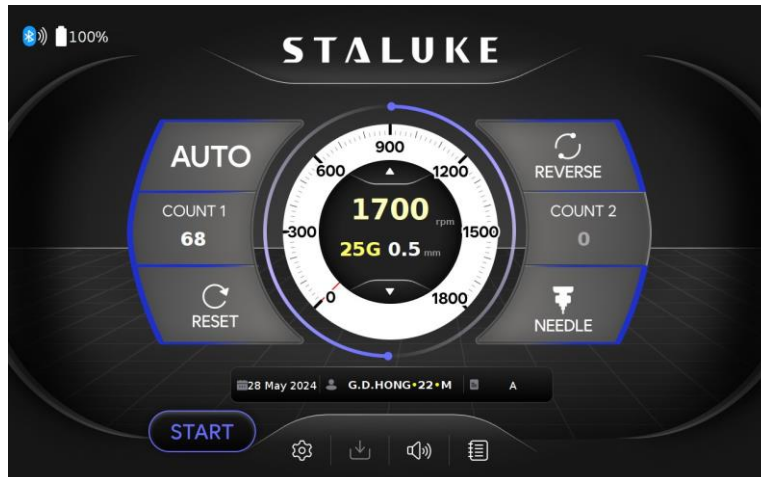 100%
STALUKE
AUTO
COUNT 1
68
RESET
900
600
1200
300
1500
0
1800
1700 rpm
25G 0.5 mm
REVERSE
COUNT 2
0
NEEDLE
28 May 2024 G.D.HONG•22•M A
START